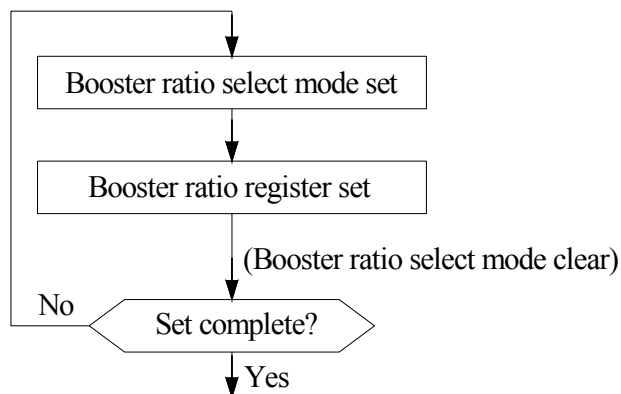 Booster ratio select mode set
Booster ratio register set
(Booster ratio select mode clear)
No
Set complete?
Yes